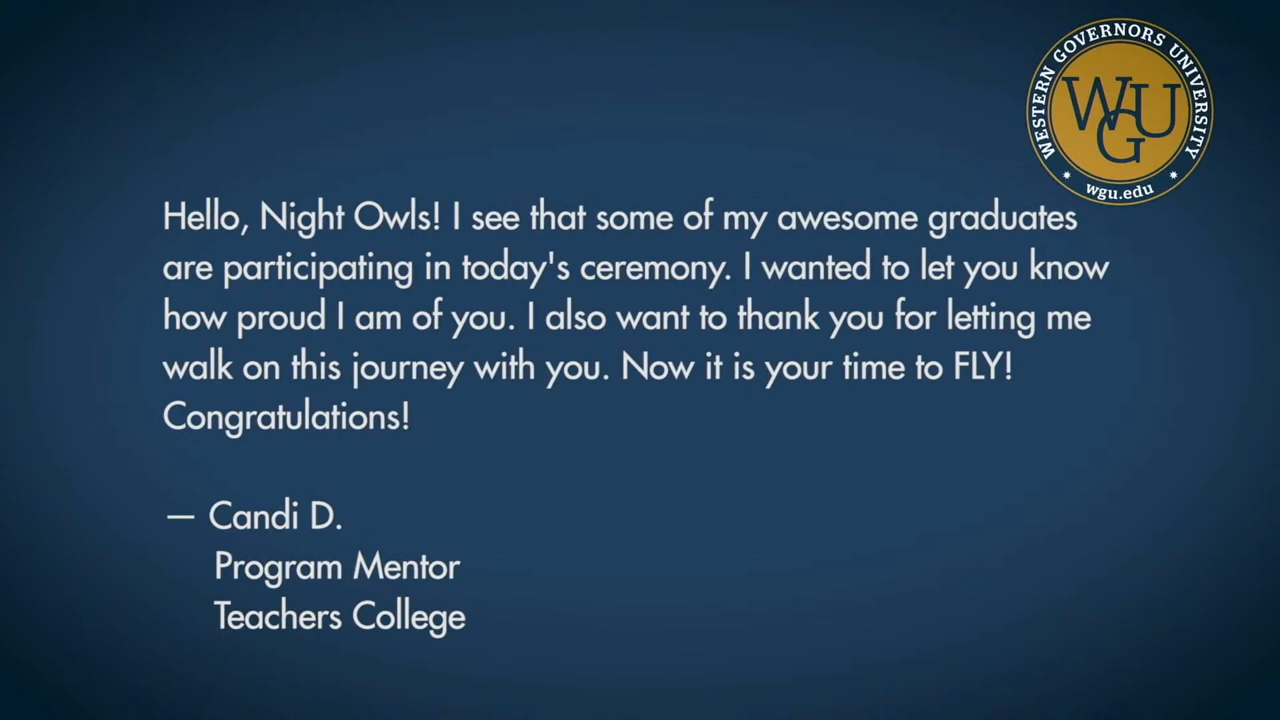 WESTERN GOVERNORS UNIVERSITY
WGU
wgu.edu
Hello, Night Owls! I see that some of my awesome graduates
are participating in today's ceremony. I wanted to let you know
how proud I am of you. I also want to thank you for letting me
walk on this journey with you. Now it is your time to FLY!
Congratulations!
— Candi D.
Program Mentor
Teachers College